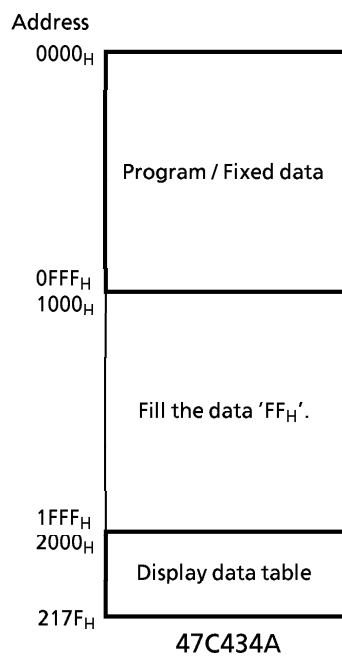 Address
0000H
Program / Fixed data
0FFFH
1000H
Fill the data 'FFH'.
1FFFH
2000H
Display data table
217FH
47C434A